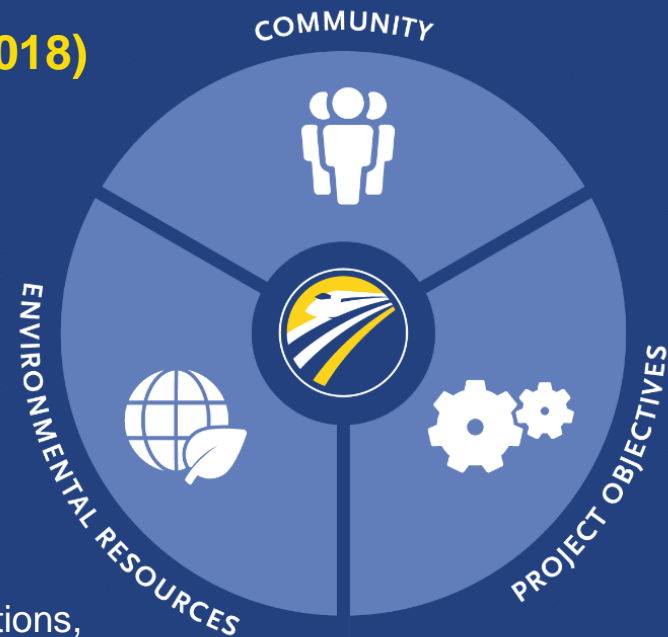 COMMUNITY
018)
ENVIRONMENTAL RESOURCES
PROJECT OBJECTIVES
tions,